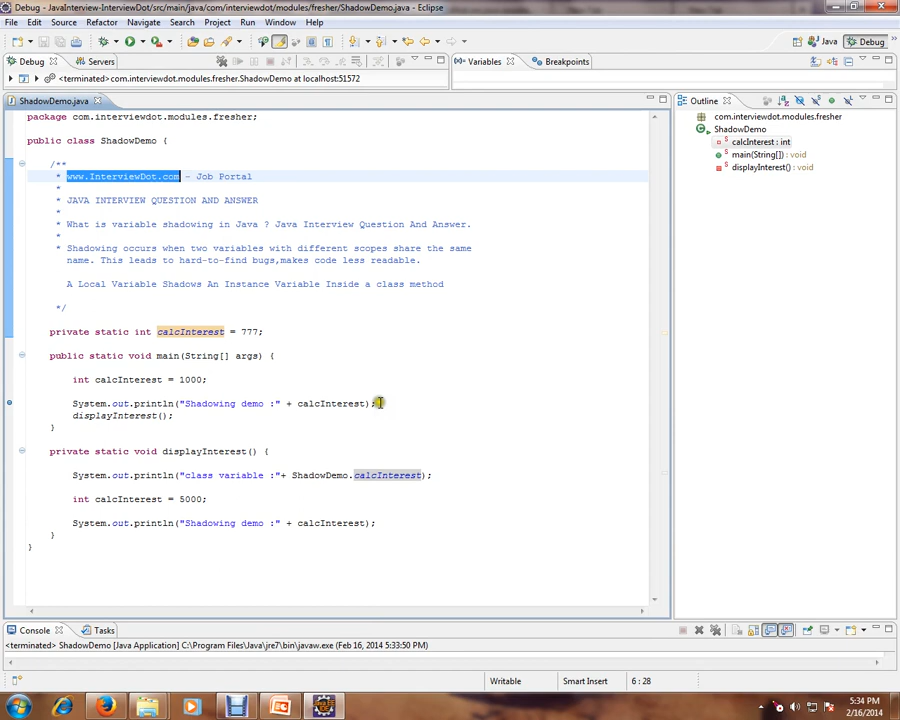 Debug - JavaInterview-InterviewDot/src/main/java/com/interviewdot/modules/fresher/ShadowDemo.java - Eclipse
File Edit Source Refactor Navigate Search Project Run Window Help
Java Debug
Debug Servers
Variables Breakpoints
<terminated>com.interviewdot.modules.fresher.ShadowDemo at localhost:51572
ShadowDemo.java
Outline
package com.interviewdot.modules.fresher;
public class ShadowDemo {
/**
* www.InterviewDot.com - Job Portal
*
* JAVA INTERVIEW QUESTION AND ANSWER
*
* What is variable shadowing in Java ? Java Interview Question And Answer.
*
* Shadowing occurs when two variables with different scopes share the same
* name. This leads to hard-to-find bugs,makes code less readable.
*
A Local Variable Shadows An Instance Variable Inside a class method
*/
private static int calcInterest = 777;
public static void main(String[] args) {
int calcInterest = 1000;
System.out.println("Shadowing demo :" + calcInterest);
displayInterest();
}
private static void displayInterest() {
System.out.println("class variable :"+ ShadowDemo.calcInterest);
int calcInterest = 5000;
System.out.println("Shadowing demo :" + calcInterest);
}
}
com.interviewdot.modules.fresher
ShadowDemo
calcInterest : int
main(String[]) : void
displayInterest() : void
Console Tasks
<terminated> ShadowDemo [Java Application] C:\Program Files\Java\jre7\bin\javaw.exe (Feb 16, 2014 5:33:50 PM)
Writable Smart Insert 6 : 28
5:34 PM
2/16/2014